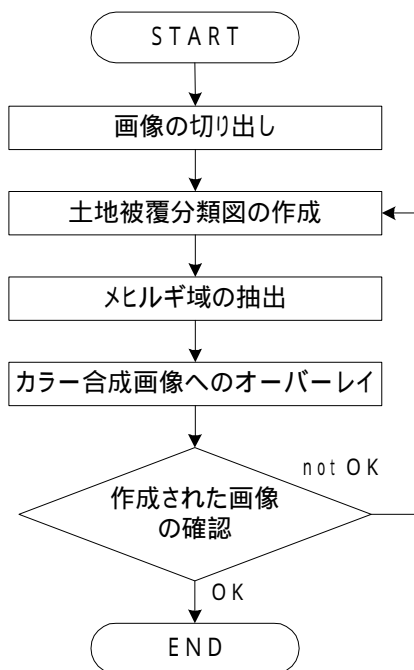 START
画像の切り出し
土地被覆分類図の作成
メヒルギ域の抽出
カラー合成画像へのオーバーレイ
not OK
作成された画像
の確認
OK
END